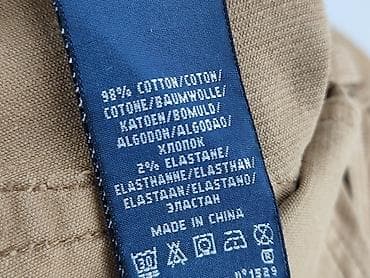 98% COTTON/COTON/
COTONE/BAUMWOLLE/
KATOEN/BOMULD/
ALGODON/ALGODAO/
ХЛОПОК
2% ELASTANE/
ELASTHANNE/ELASTHAN/
ELASTAAN/ELASTANO/
ЭЛАСТАН
MADE IN CHINA
30
R
n°1529